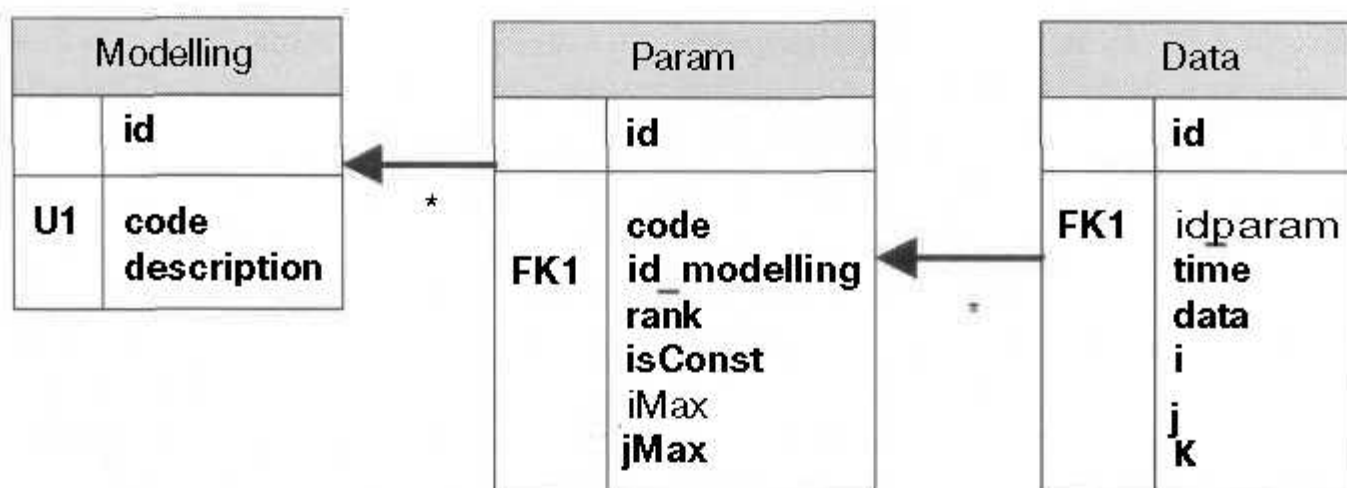 Modelling
id
U1 code
description
*
Param
id
code
FK1 id_modelling
rank
isConst
iMax
jMax
*
Data
id
FK1 idparam
time
data
i
j
K